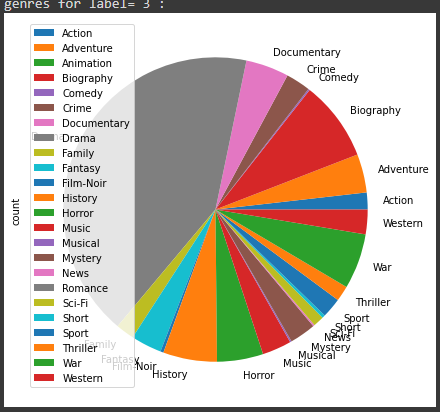 genres for label= 3 :
Action
Adventure
Animation
Biography
Comedy
Crime
Documentary
Drama
Family
Fantasy
Film-Noir
History
Horror
Music
Musical
Mystery
News
Romance
Sci-Fi
Short
Sport
Thriller
War
Western
count
Documentary
Crime
Comedy
Biography
Adventure
Action
Western
War
Thriller
Sport
Short
Sci-Fi
News
Mystery
Musical
Music
Horror
History
Film-Noir
Fantasy
Family